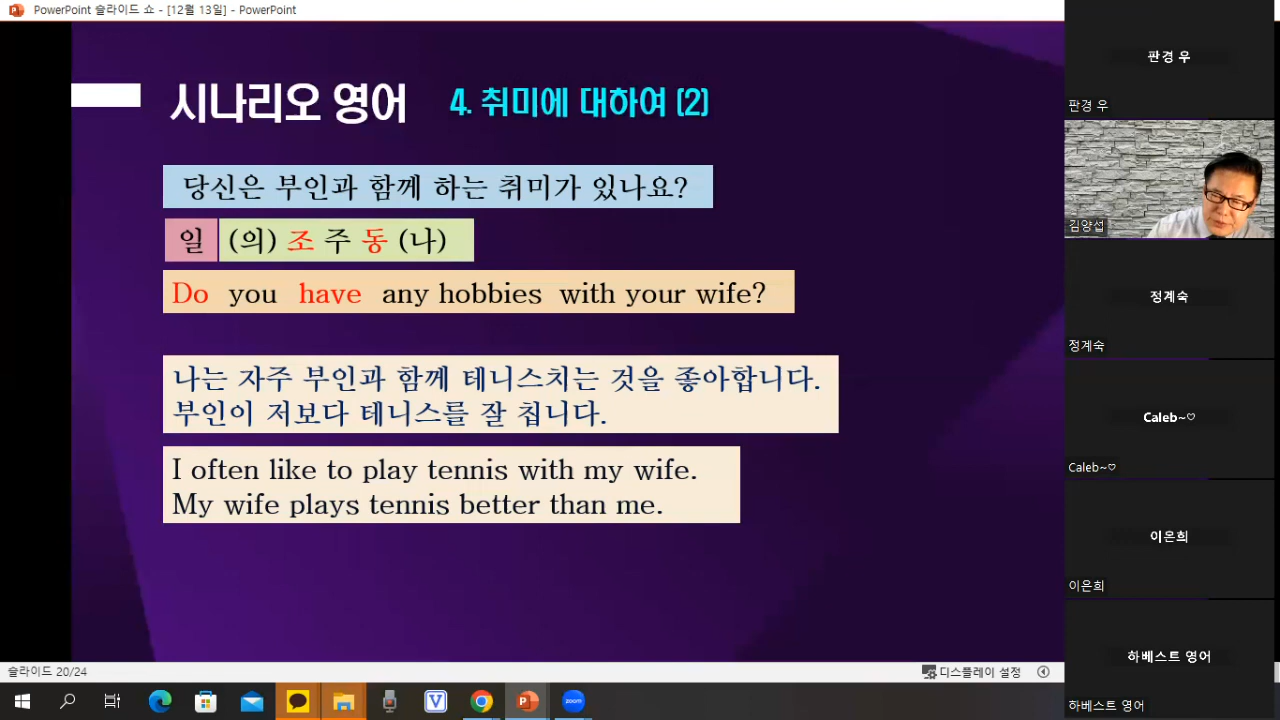 PowerPoint 슬라이드 쇼 - [12월 13일] - PowerPoint
시나리오 영어 4. 취미에 대하여 (2)
당신은 부인과 함께 하는 취미가 있나요?
일 (의) 조 주 동 (나)
Do you have any hobbies with your wife?
나는 자주 부인과 함께 테니스치는 것을 좋아합니다.
부인이 저보다 테니스를 잘 칩니다.
I often like to play tennis with my wife.
My wife plays tennis better than me.
슬라이드 20/24
디스플레이 설정
zoom
판경 우
판경 우
김양섭
정계숙
정계숙
Caleb~♡
Caleb~♡
이은희
이은희
하베스트 영어
하베스트 영어